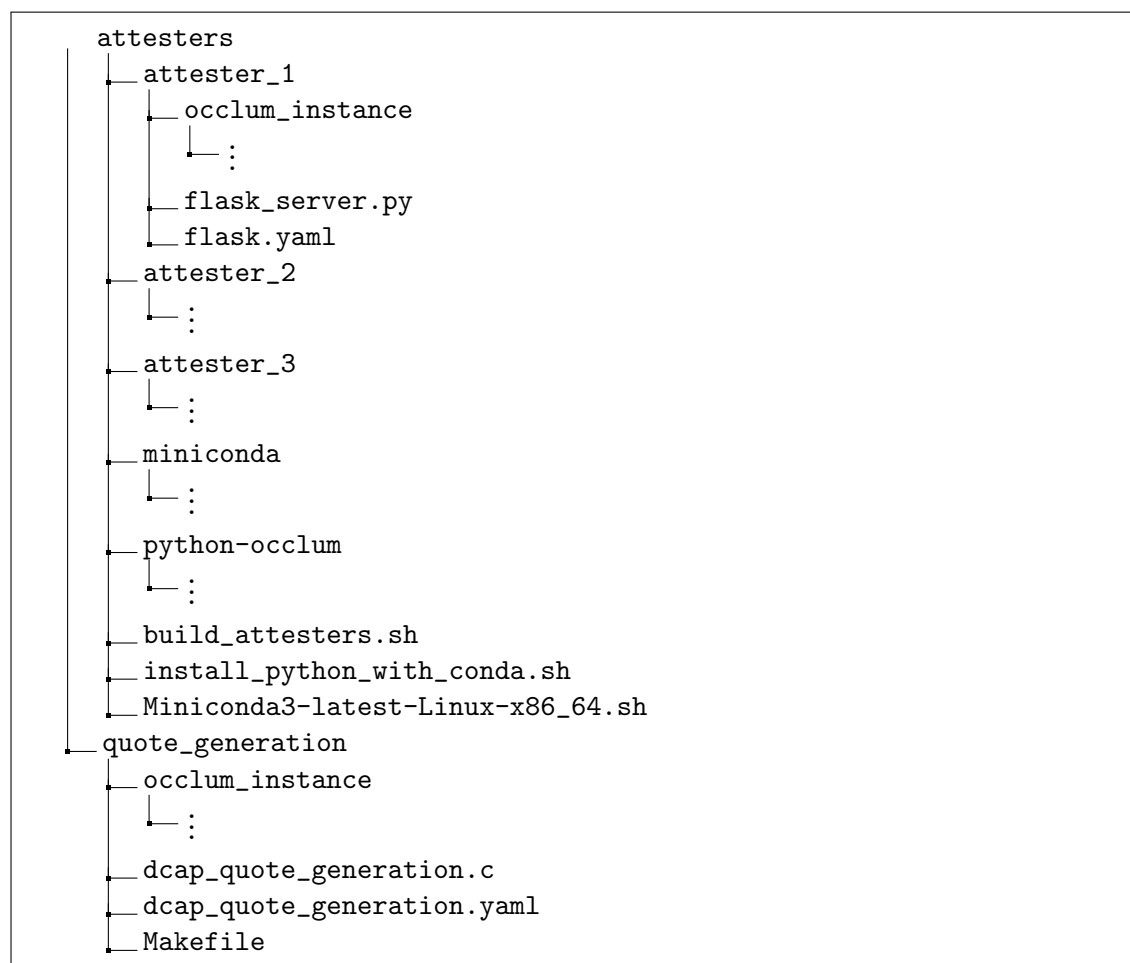 attesters
attester_1
occlum_instance
⋮
flask_server.py
flask.yaml
attester_2
⋮
attester_3
⋮
miniconda
⋮
python-occlum
⋮
build_attesters.sh
install_python_with_conda.sh
Miniconda3-latest-Linux-x86_64.sh
quote_generation
occlum_instance
⋮
dcap_quote_generation.c
dcap_quote_generation.yaml
Makefile